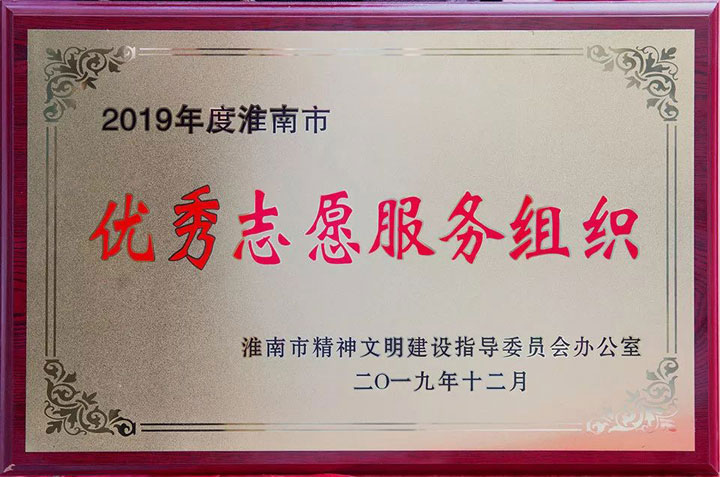 2019年度淮南市
优秀志愿服务组织
淮南市精神文明建设指导委员会办公室
二〇一九年十二月